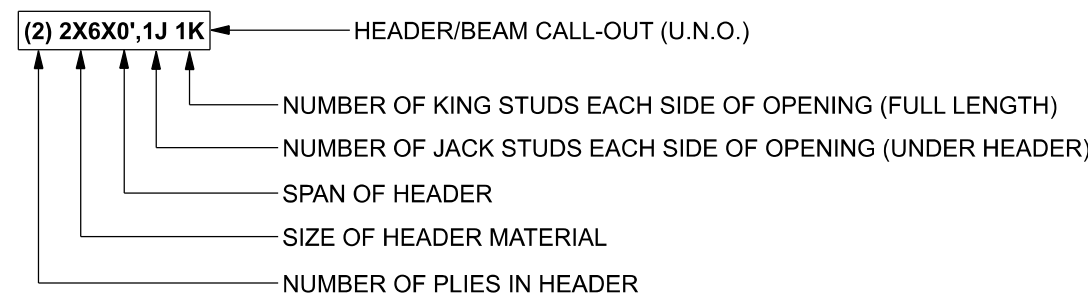 (2) 2X6X0',1J 1K HEADER/BEAM CALL-OUT (U.N.O.)
NUMBER OF KING STUDS EACH SIDE OF OPENING (FULL LENGTH)
NUMBER OF JACK STUDS EACH SIDE OF OPENING (UNDER HEADER)
SPAN OF HEADER
SIZE OF HEADER MATERIAL
NUMBER OF PLIES IN HEADER